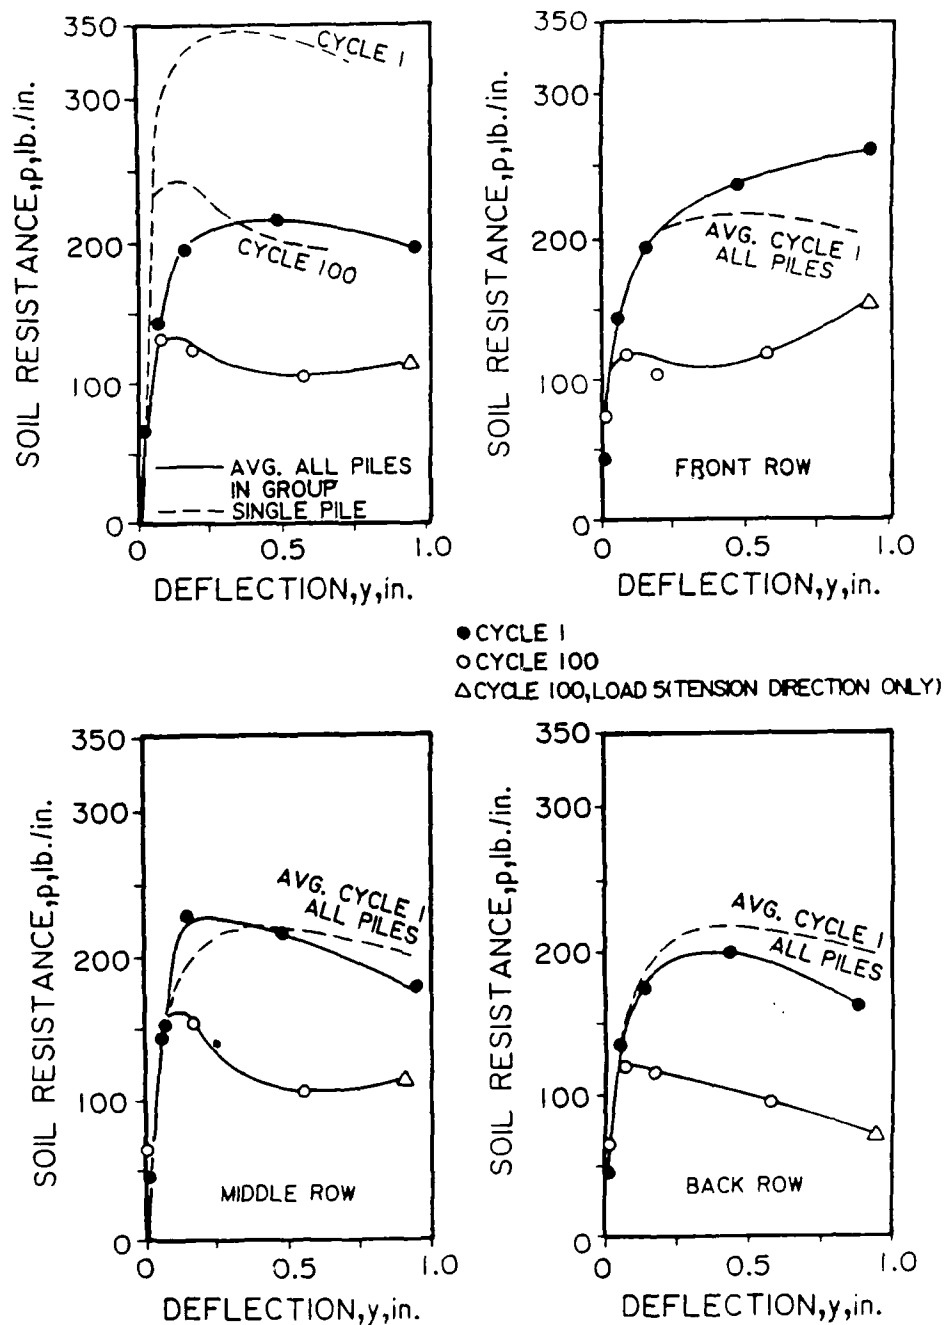 SOIL RESISTANCE,p,lb./in.
350
300
200
100
0
CYCLE 1
CYCLE 100
AVG. ALL PILES
IN GROUP
SINGLE PILE
0 0.5 1.0
DEFLECTION,y,in.
SOIL RESISTANCE,p,lb./in.
350
300
200
100
0
AVG. CYCLE 1
ALL PILES
FRONT ROW
0 0.5 1.0
DEFLECTION,y,in.
CYCLE 1
CYCLE 100
CYCLE 100,LOAD 5(TENSION DIRECTION ONLY)
SOIL RESISTANCE,p,lb./in.
350
300
200
100
0
AVG. CYCLE 1
ALL PILES
MIDDLE ROW
0 0.5 1.0
DEFLECTION,y,in.
SOIL RESISTANCE,p,lb./in.
350
300
200
100
0
AVG. CYCLE 1
ALL PILES
BACK ROW
0 0.5 1.0
DEFLECTION,y,in.